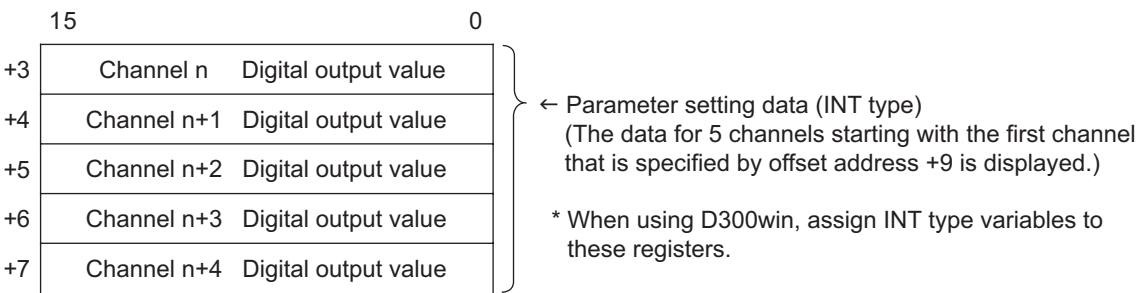 15 0
+3 Channel n Digital output value
+4 Channel n+1 Digital output value
+5 Channel n+2 Digital output value
+6 Channel n+3 Digital output value
+7 Channel n+4 Digital output value
← Parameter setting data (INT type)
(The data for 5 channels starting with the first channel
that is specified by offset address +9 is displayed.)
* When using D300win, assign INT type variables to
these registers.